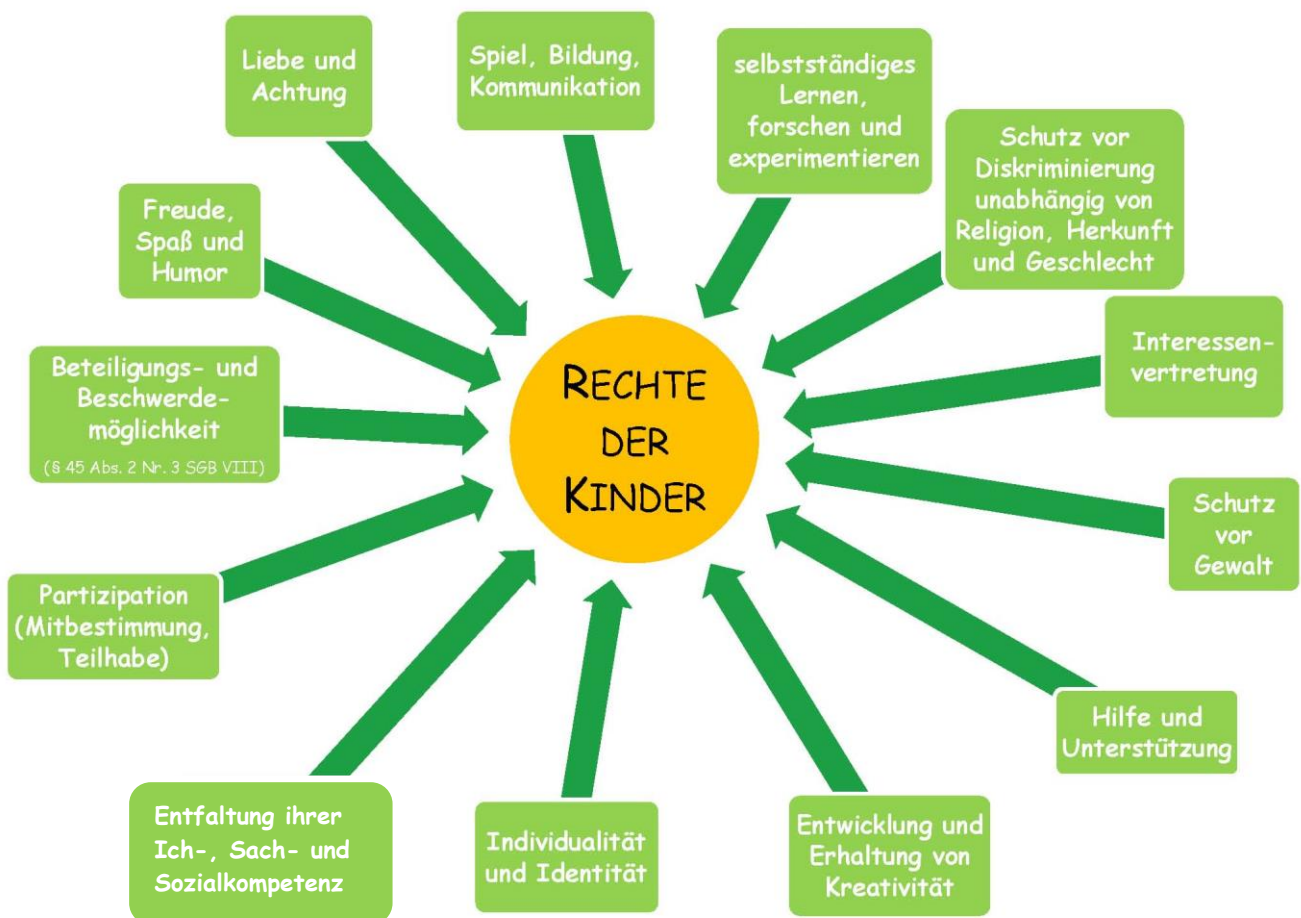 Liebe und
Achtung
Spiel, Bildung,
Kommunikation
selbstständiges
Lernen,
forschen und
experimentieren
Schutz vor
Diskriminierung
unabhängig von
Religion, Herkunft
und Geschlecht
Freude,
Spaß und
Humor
Interessen-
vertretung
Beteiligungs- und
Beschwerde-
möglichkeit
(§ 45 Abs. 2 Nr. 3 SGB VIII)
RECHTE
DER
KINDER
Schutz
vor
Gewalt
Partizipation
(Mitbestimmung,
Teilhabe)
Hilfe und
Unterstützung
Entfaltung ihrer
Ich-, Sach- und
Sozialkompetenz
Individualität
und Identität
Entwicklung und
Erhaltung von
Kreativität